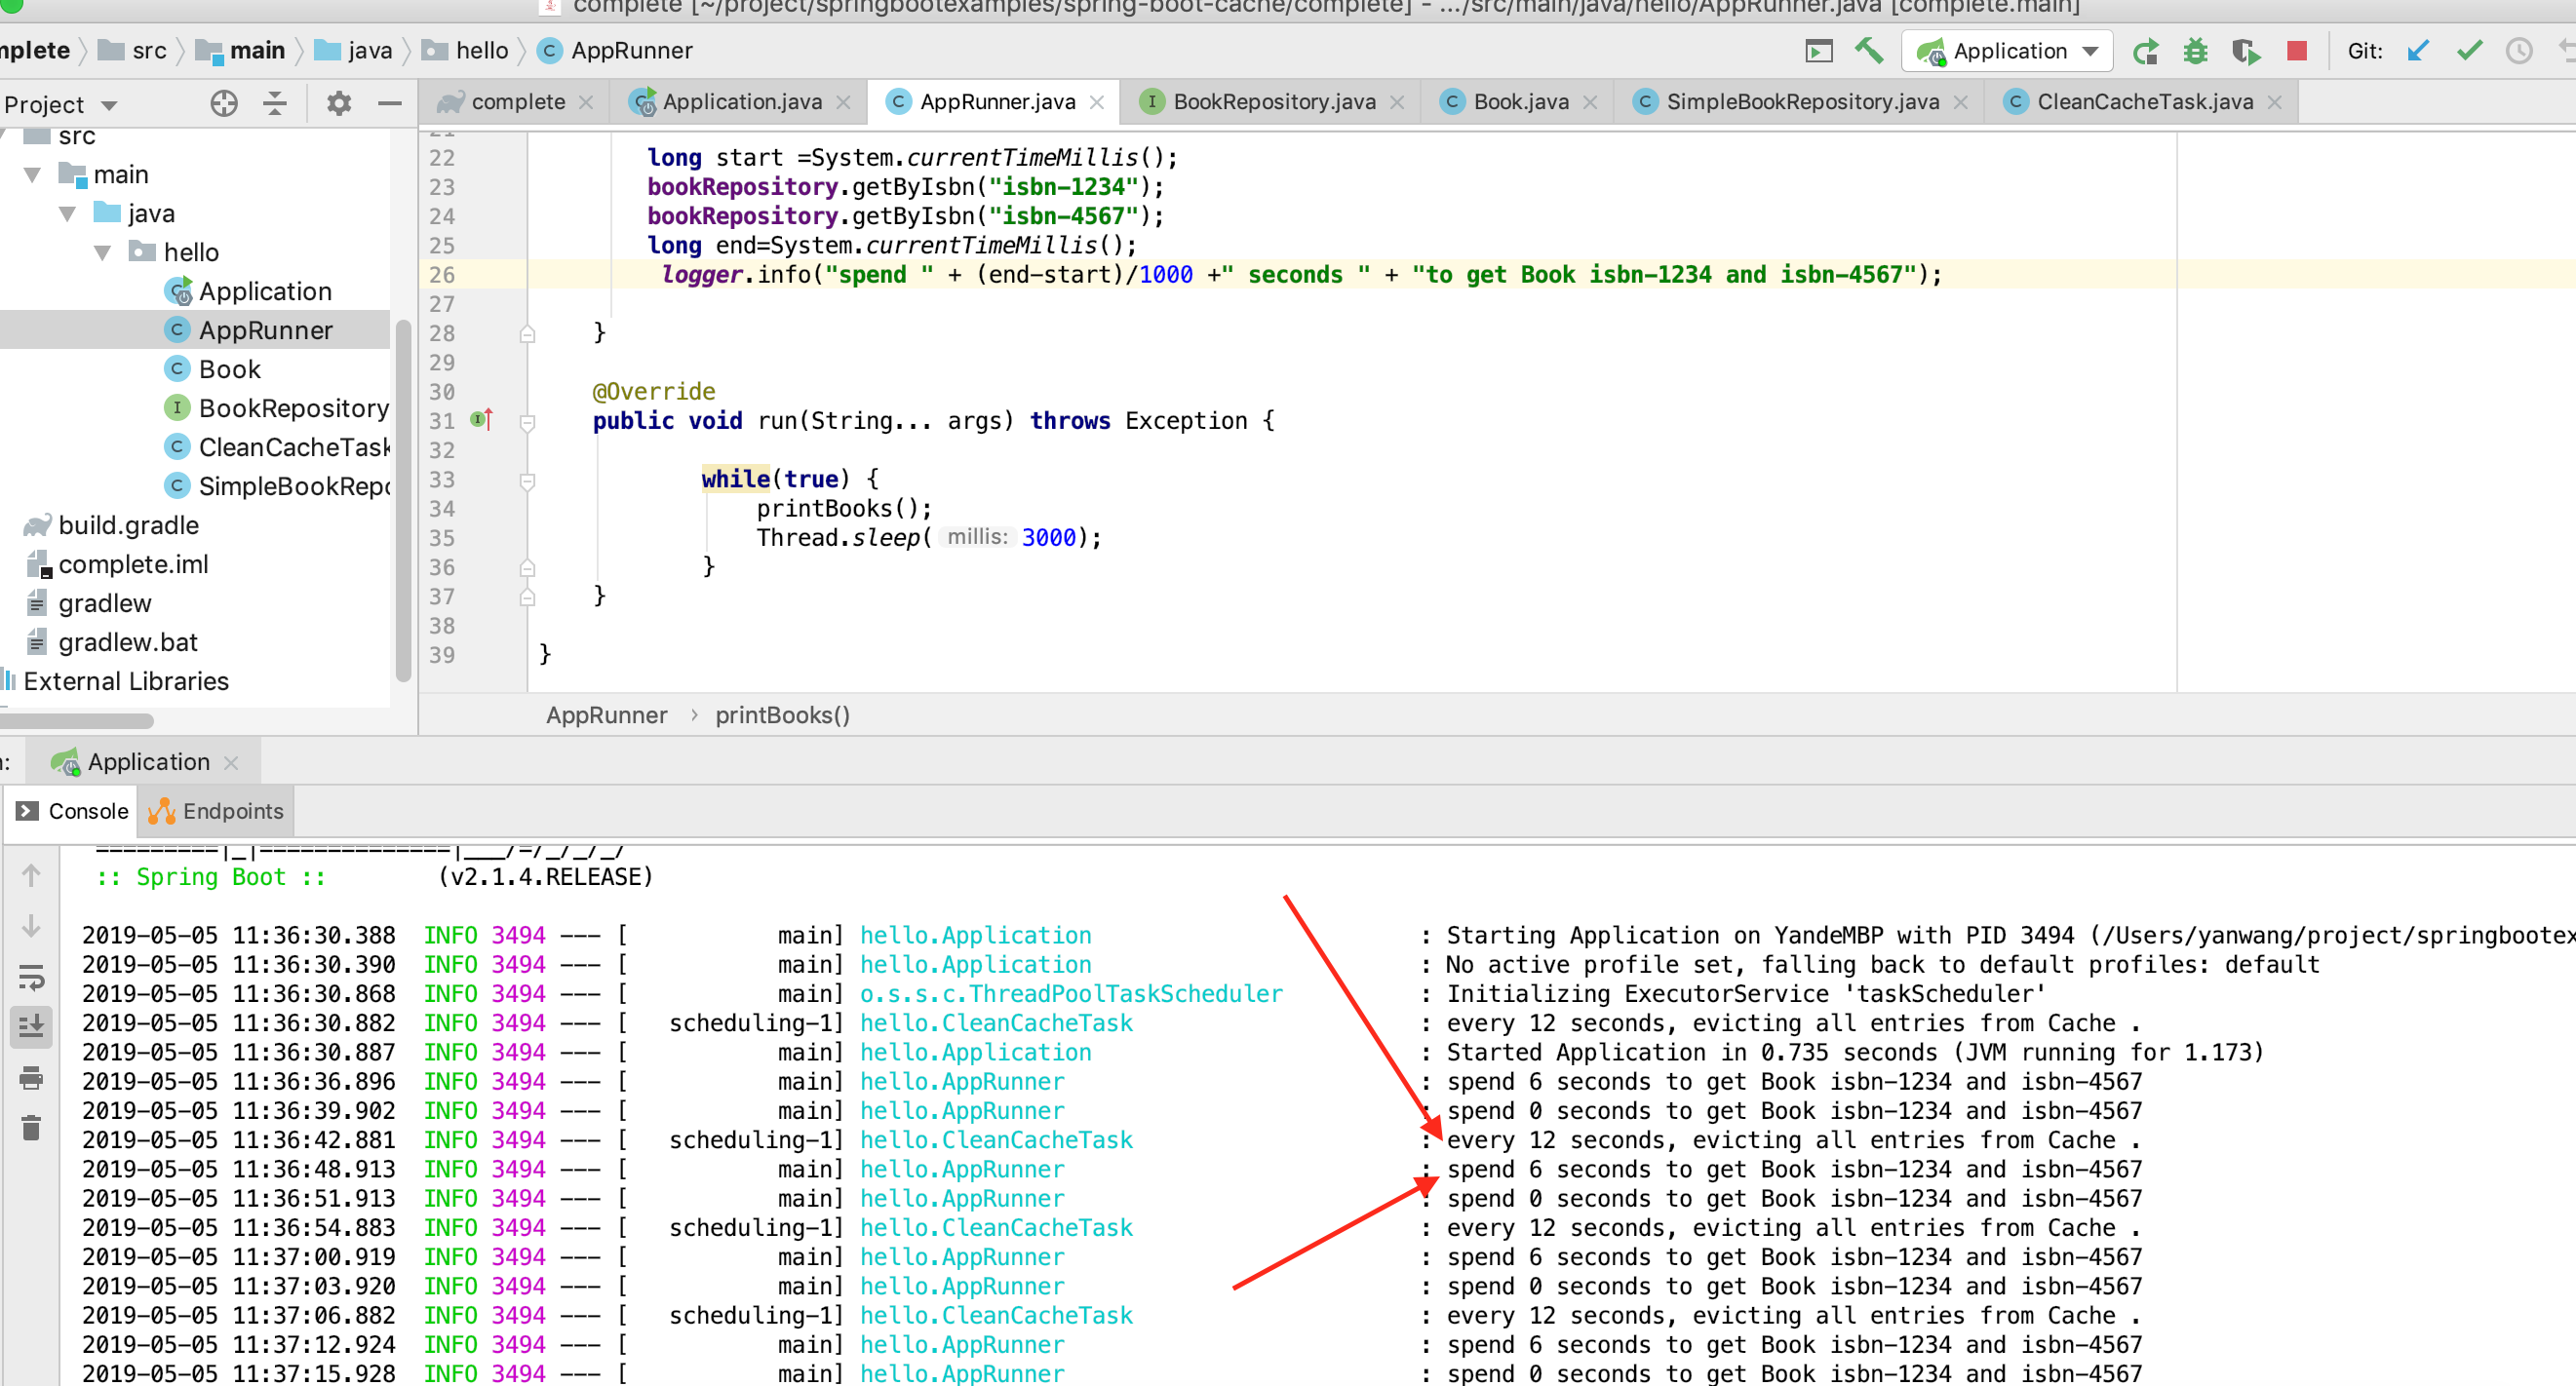 complete [~/project/springbootexamples/spring-boot-cache/complete] - .../src/main/java/hello/AppRunner.java [complete.main]
mplete src main java hello AppRunner Application Git:
Project
complete Application.java AppRunner.java BookRepository.java Book.java SimpleBookRepository.java CleanCacheTask.java
src
main
java
hello
Application
AppRunner
Book
BookRepository
CleanCacheTask
SimpleBookRepo
build.gradle
complete.iml
gradlew
gradlew.bat
External Libraries
21
22 long start =System.currentTimeMillis();
23 bookRepository.getByIsbn("isbn-1234");
24 bookRepository.getByIsbn("isbn-4567");
25 long end=System.currentTimeMillis();
26 logger.info("spend " + (end-start)/1000 +" seconds " + "to get Book isbn-1234 and isbn-4567");
27
28 }
29
30 @Override
31 public void run(String... args) throws Exception {
32
33 while(true) {
34 printBooks();
35 Thread.sleep( millis: 3000);
36 }
37 }
38
39 }
AppRunner › printBooks()
n: Application
Console Endpoints
=========|_|==============|___/=/_/_/_/
:: Spring Boot :: (v2.1.4.RELEASE)
2019-05-05 11:36:30.388 INFO 3494 --- [ main] hello.Application : Starting Application on YandeMBP with PID 3494 (/Users/yanwang/project/springbootex
2019-05-05 11:36:30.390 INFO 3494 --- [ main] hello.Application : No active profile set, falling back to default profiles: default
2019-05-05 11:36:30.868 INFO 3494 --- [ main] o.s.s.c.ThreadPoolTaskScheduler : Initializing ExecutorService 'taskScheduler'
2019-05-05 11:36:30.882 INFO 3494 --- [ scheduling-1] hello.CleanCacheTask : every 12 seconds, evicting all entries from Cache .
2019-05-05 11:36:30.887 INFO 3494 --- [ main] hello.Application : Started Application in 0.735 seconds (JVM running for 1.173)
2019-05-05 11:36:36.896 INFO 3494 --- [ main] hello.AppRunner : spend 6 seconds to get Book isbn-1234 and isbn-4567
2019-05-05 11:36:39.902 INFO 3494 --- [ main] hello.AppRunner : spend 0 seconds to get Book isbn-1234 and isbn-4567
2019-05-05 11:36:42.881 INFO 3494 --- [ scheduling-1] hello.CleanCacheTask : every 12 seconds, evicting all entries from Cache .
2019-05-05 11:36:48.913 INFO 3494 --- [ main] hello.AppRunner : spend 6 seconds to get Book isbn-1234 and isbn-4567
2019-05-05 11:36:51.913 INFO 3494 --- [ main] hello.AppRunner : spend 0 seconds to get Book isbn-1234 and isbn-4567
2019-05-05 11:36:54.883 INFO 3494 --- [ scheduling-1] hello.CleanCacheTask : every 12 seconds, evicting all entries from Cache .
2019-05-05 11:37:00.919 INFO 3494 --- [ main] hello.AppRunner : spend 6 seconds to get Book isbn-1234 and isbn-4567
2019-05-05 11:37:03.920 INFO 3494 --- [ main] hello.AppRunner : spend 0 seconds to get Book isbn-1234 and isbn-4567
2019-05-05 11:37:06.882 INFO 3494 --- [ scheduling-1] hello.CleanCacheTask : every 12 seconds, evicting all entries from Cache .
2019-05-05 11:37:12.924 INFO 3494 --- [ main] hello.AppRunner : spend 6 seconds to get Book isbn-1234 and isbn-4567
2019-05-05 11:37:15.928 INFO 3494 --- [ main] hello.AppRunner : spend 0 seconds to get Book isbn-1234 and isbn-4567